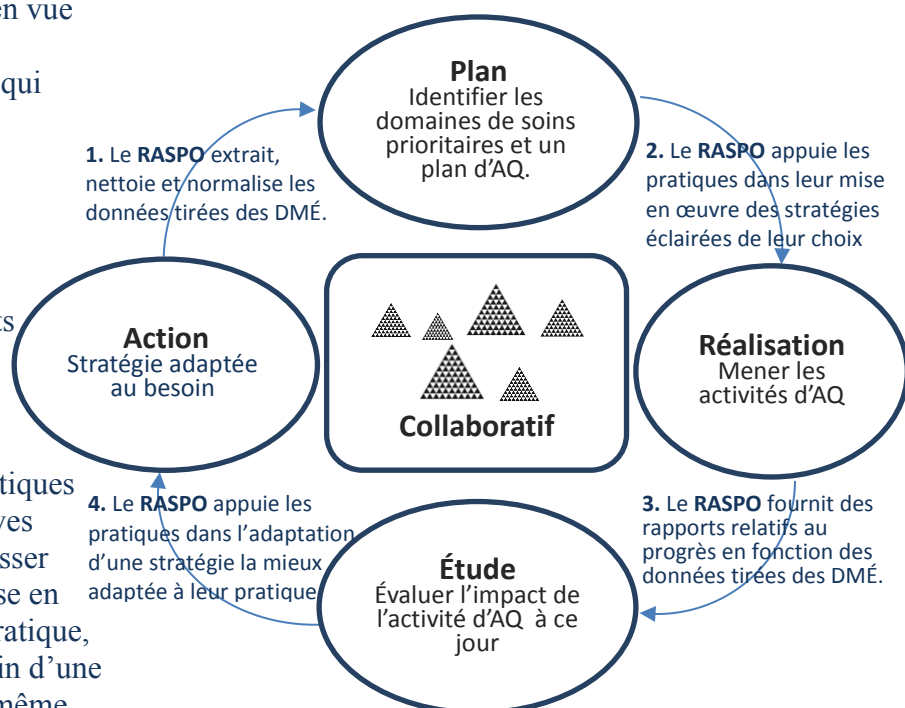 en vue
qui
ts
tiques
ves
sser
se en
ratique,
in d’une
même
Plan
Identifier les
domaines de soins
prioritaires et un
plan d’AQ.
1. Le RASPO extrait,
nettoie et normalise les
données tirées des DMÉ.
2. Le RASPO appuie les
pratiques dans leur mise
en œuvre des stratégies
éclairées de leur choix
Action
Stratégie adaptée
au besoin
Collaboratif
Réalisation
Mener les
activités d’AQ
4. Le RASPO appuie les
pratiques dans l’adaptation
d’une stratégie la mieux
adaptée à leur pratique
Étude
Évaluer l’impact de
l’activité d’AQ à ce
jour
3. Le RASPO fournit des
rapports relatifs au
progrès en fonction des
données tirées des DMÉ.